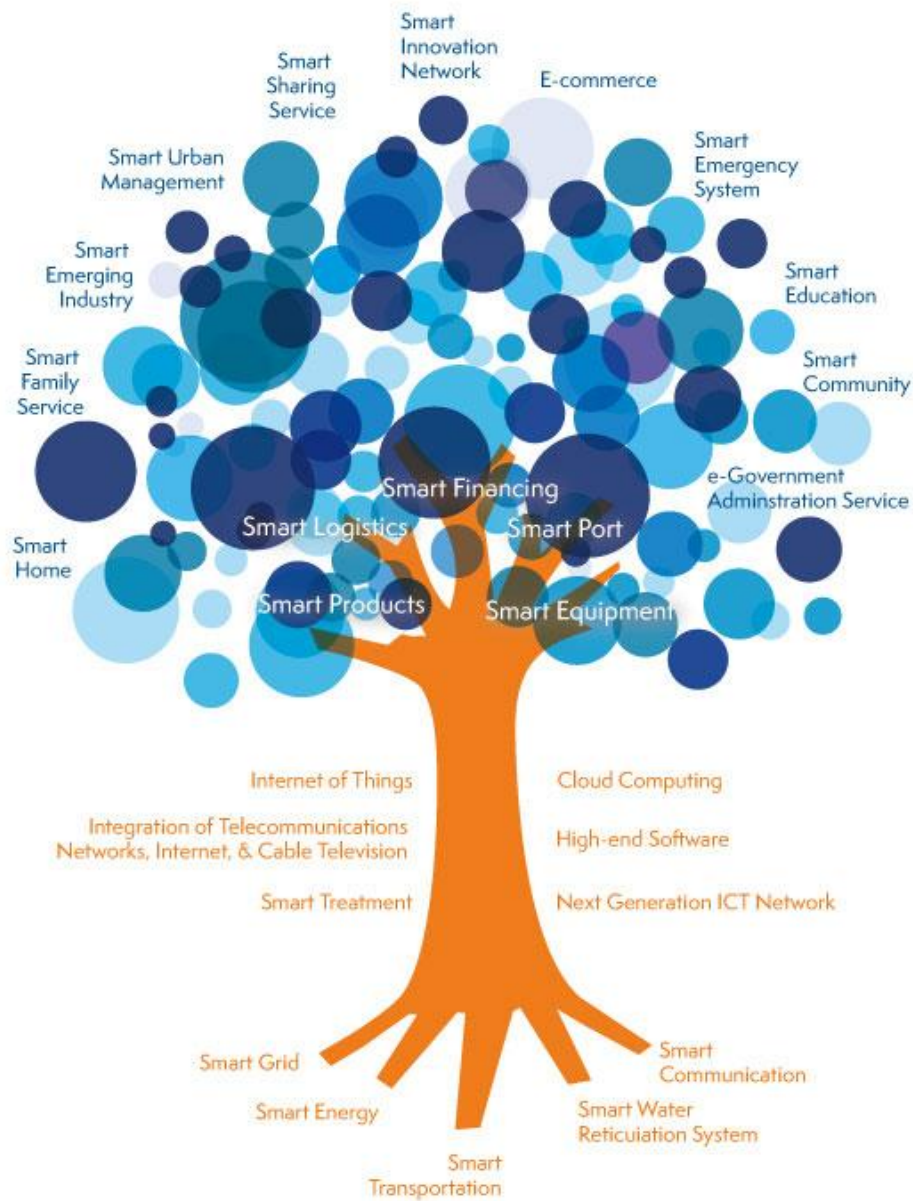 Smart
Innovation
Network
Smart
Sharing
Service
E-commerce
Smart Urban
Management
Smart
Emergency
System
Smart
Emerging
Industry
Smart
Education
Smart
Family
Service
Smart
Community
e-Government
Adminstration Service
Smart
Home
Smart Financing
Smart Logistics
Smart Port
Smart Products
Smart Equipment
Internet of Things
Cloud Computing
Integration of Telecommunications
Networks, Internet, & Cable Television
High-end Software
Smart Treatment
Next Generation ICT Network
Smart Grid
Smart
Communication
Smart Energy
Smart Water
Reticuiation System
Smart
Transportation